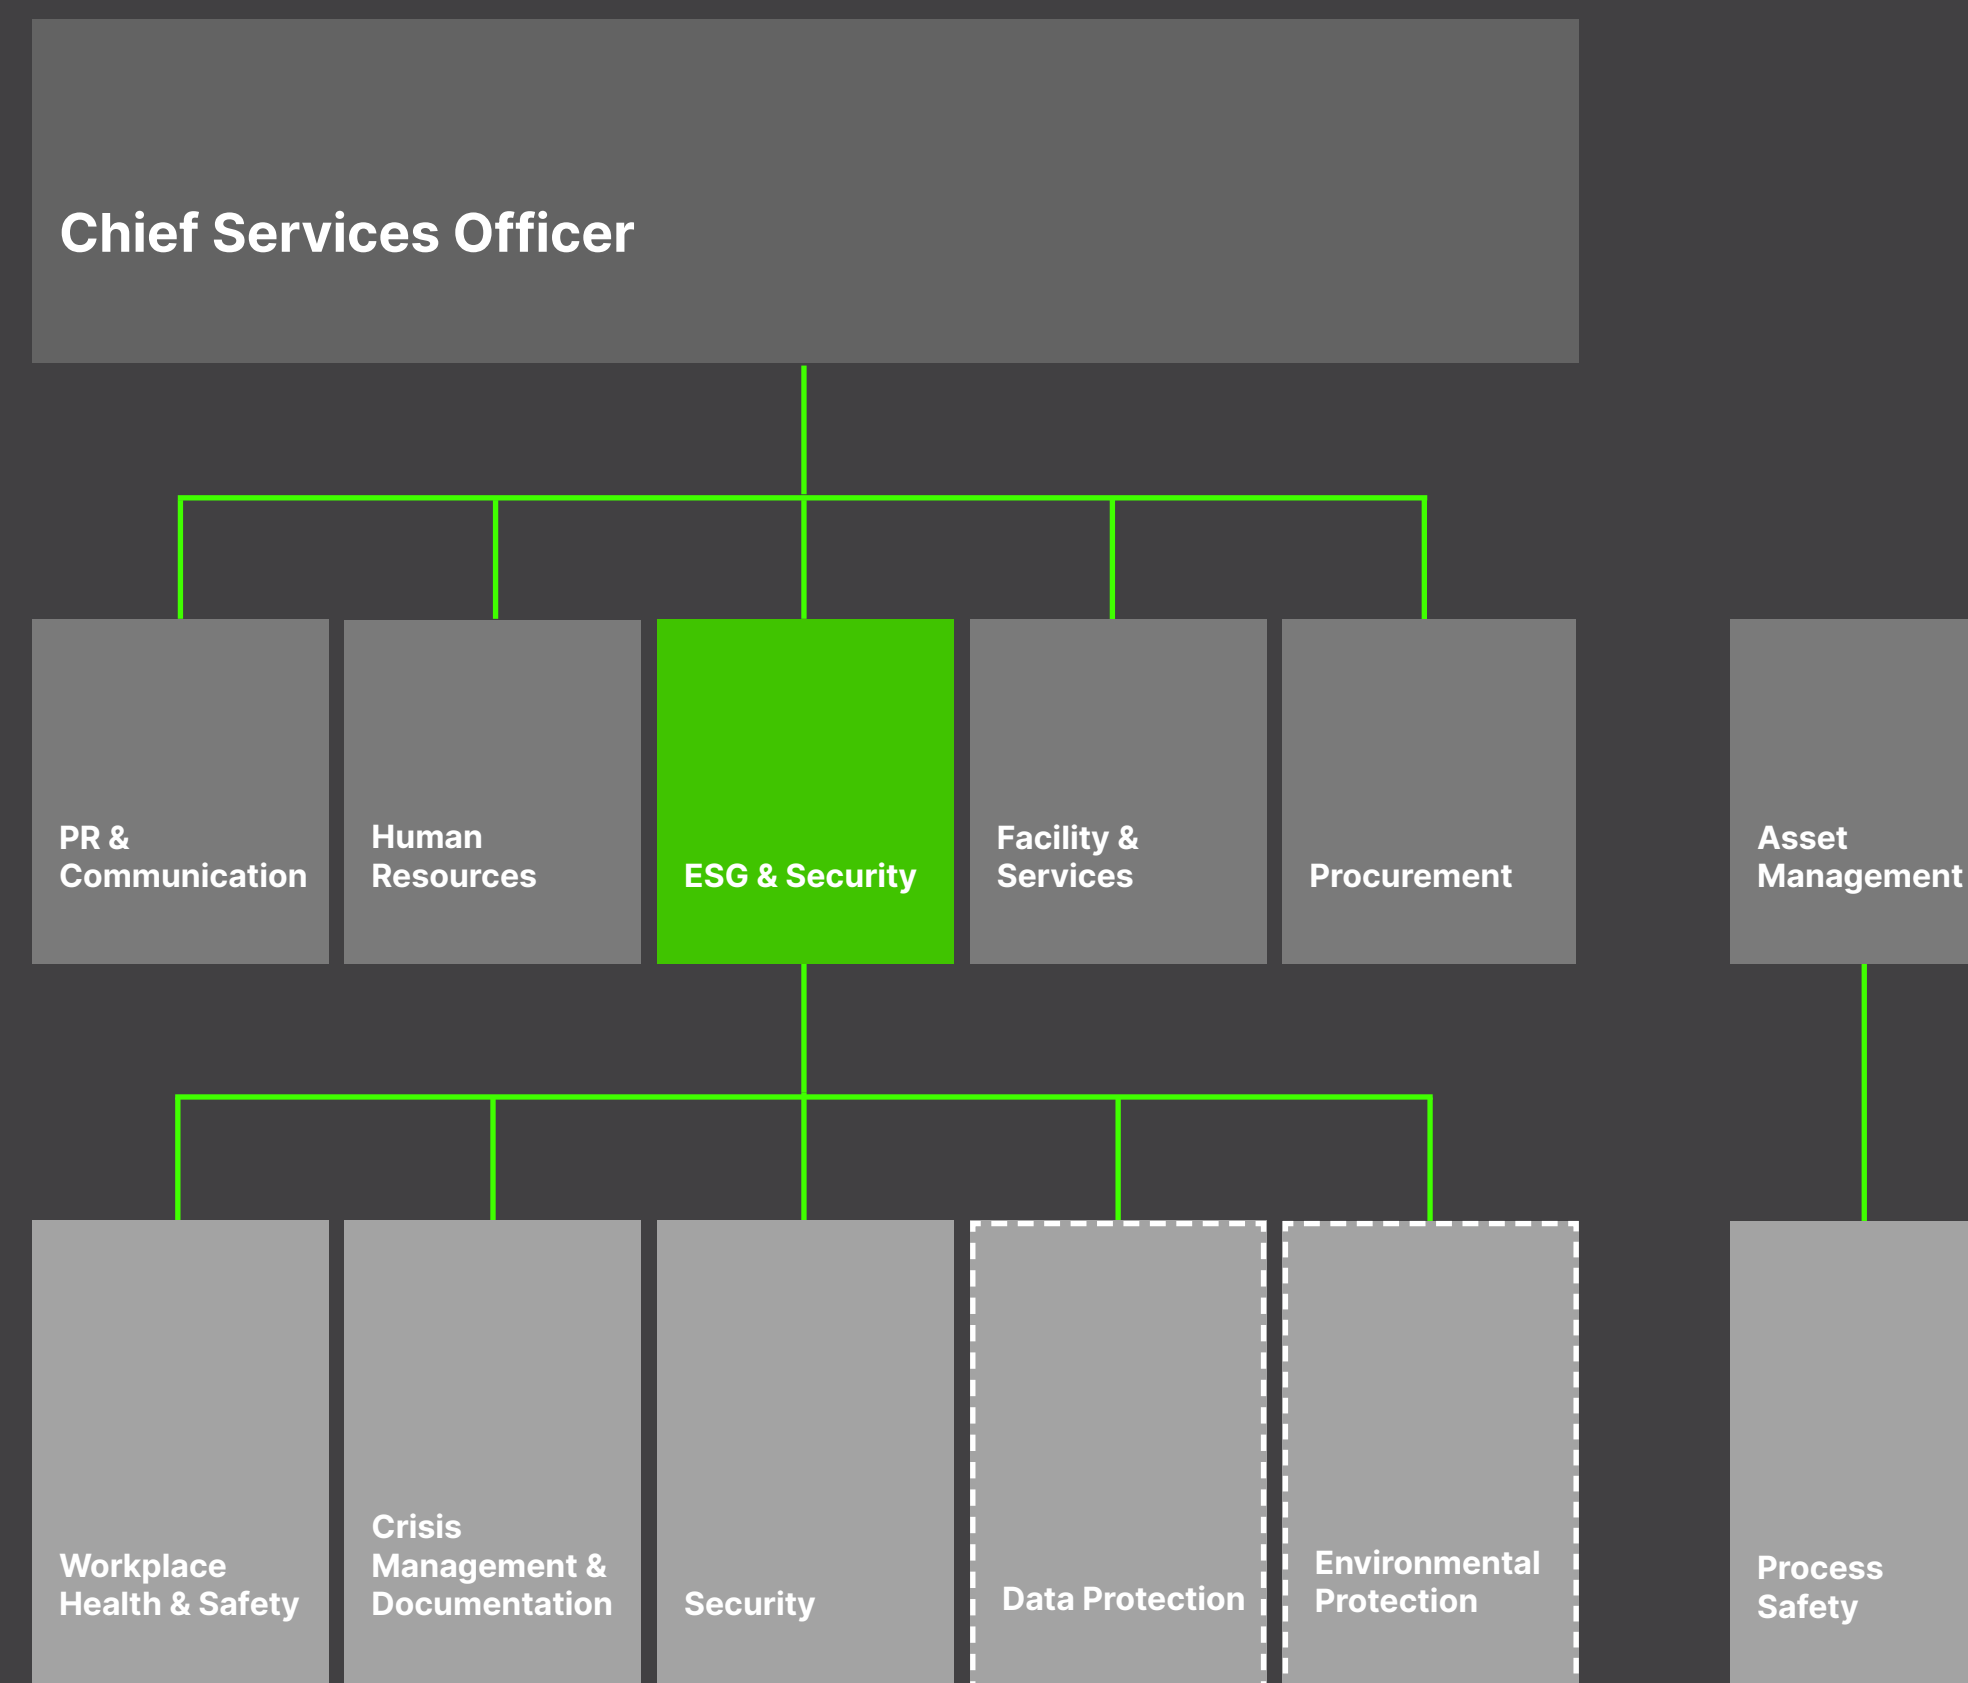 Chief Services Officer
PR &
Communication
Human
Resources
ESG & Security
Facility &
Services
Procurement
Asset
Management
Workplace
Health & Safety
Crisis
Management &
Documentation
Security
Data Protection
Environmental
Protection
Process
Safety